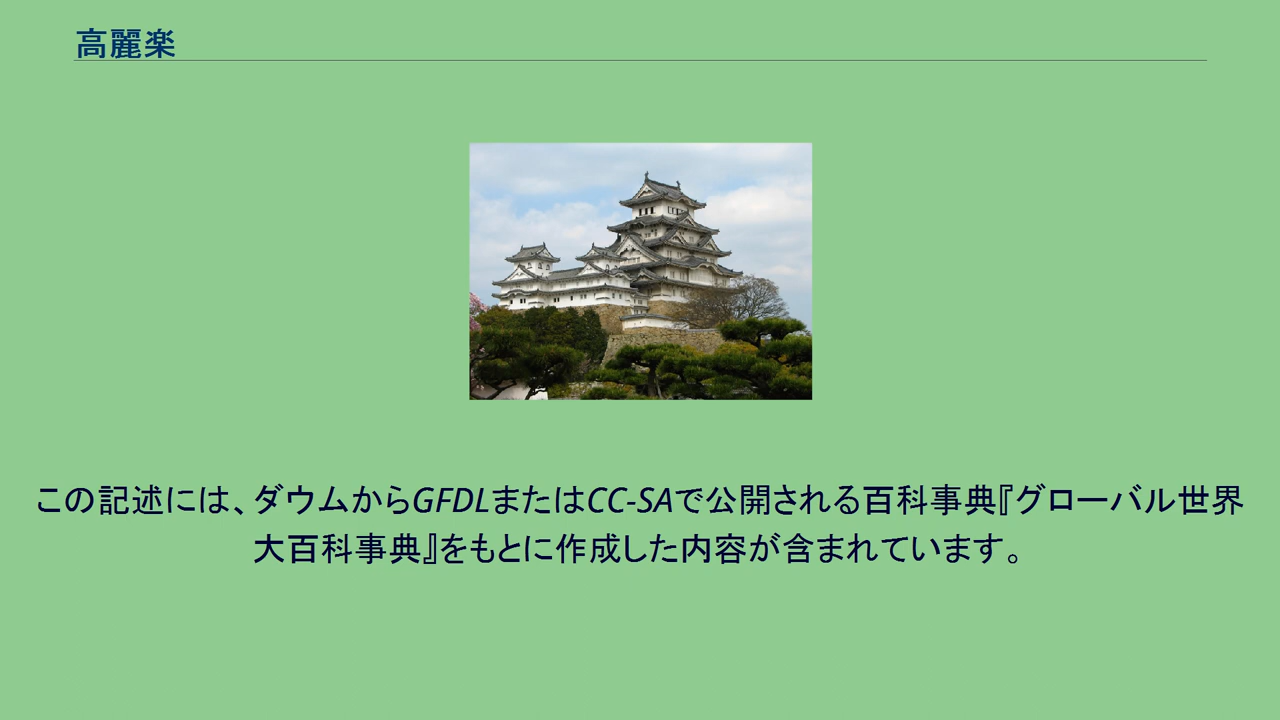 高麗楽
この記述には、ダウムからGFDLまたはCC-SAで公開される百科事典『グローバル世界
大百科事典』をもとに作成した内容が含まれています。